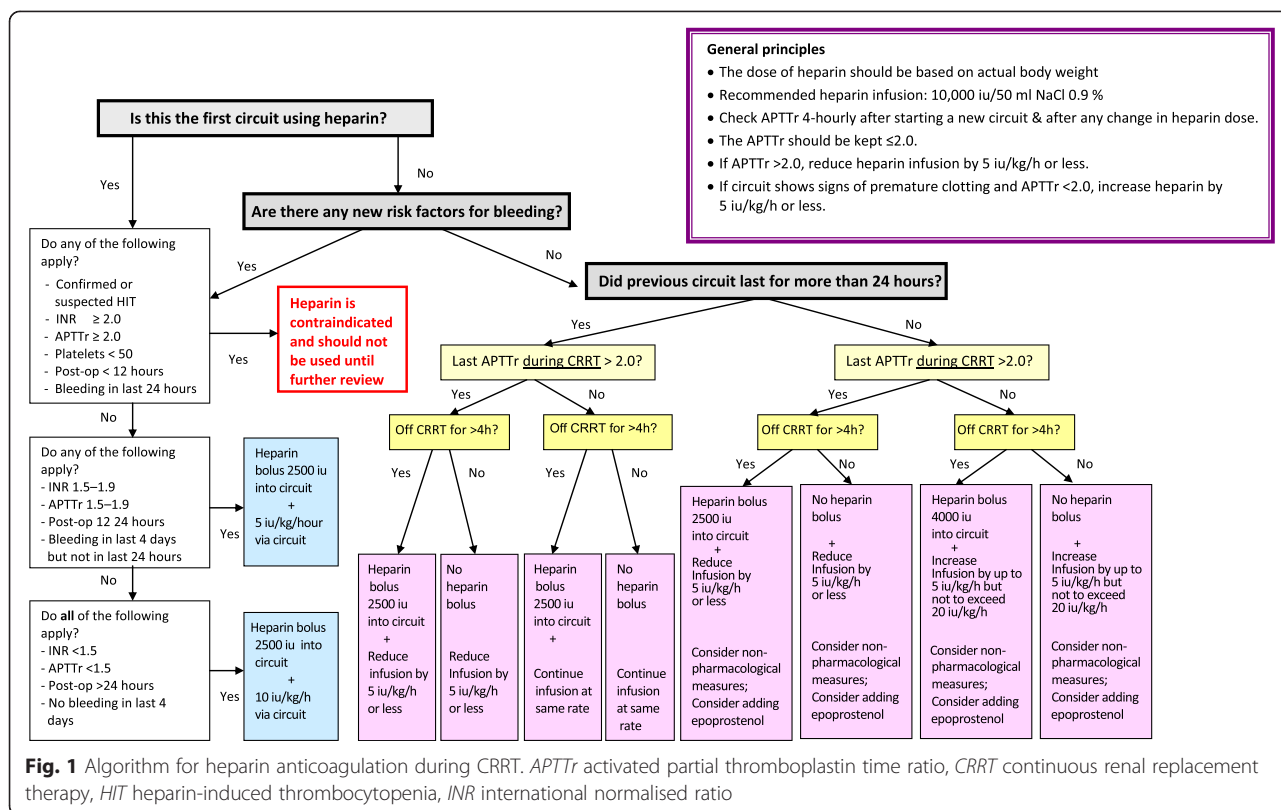 General principles
• The dose of heparin should be based on actual body weight
• Recommended heparin infusion: 10,000 iu/50 ml NaCl 0.9 %
• Check APTTr 4-hourly after starting a new circuit & after any change in heparin dose.
• The APTTr should be kept ≤2.0.
• If APTTr >2.0, reduce heparin infusion by 5 iu/kg/h or less.
• If circuit shows signs of premature clotting and APTTr <2.0, increase heparin by
5 iu/kg/h or less.
Is this the first circuit using heparin?
Yes
No
Are there any new risk factors for bleeding?
Yes
No
Do any of the following
apply?
- Confirmed or
suspected HIT
- INR ≥ 2.0
- APTTr ≥ 2.0
- Platelets < 50
- Post-op < 12 hours
- Bleeding in last 24 hours
Yes
Heparin is
contraindicated
and should not
be used until
further review
No
Do any of the following
apply?
- INR 1.5–1.9
- APTTr 1.5–1.9
- Post-op 12 24 hours
- Bleeding in last 4 days
but not in last 24 hours
Yes
Heparin
bolus 2500 iu
into circuit
+
5 iu/kg/hour
via circuit
No
Do all of the following
apply?
- INR <1.5
- APTTr <1.5
- Post-op >24 hours
- No bleeding in last 4
days
Yes
Heparin bolus
2500 iu into
circuit
+
10 iu/kg/h
via circuit
Did previous circuit last for more than 24 hours?
Yes
No
Last APTTr during CRRT > 2.0?
Yes
No
Last APTTr during CRRT >2.0?
Yes
No
Off CRRT for >4h?
Yes
No
Off CRRT for >4h?
Yes
No
Off CRRT for >4h?
Yes
No
Off CRRT for >4h?
Yes
No
Heparin
bolus
2500 iu
into circuit
+
Reduce
infusion by
5 iu/kg/h
or less
No
heparin
bolus
Reduce
Infusion by
5 iu/kg/h
or less
Heparin
bolus
2500 iu
into circuit
+
Continue
infusion at
same rate
No
heparin
bolus
Continue
infusion
at same
rate
Heparin bolus
2500 iu
into circuit
+
Reduce
Infusion by
5 iu/kg/h
or less
Consider non-
pharmacological
measures;
Consider adding
epoprostenol
No heparin
bolus
+
Reduce
Infusion by
5 iu/kg/h
or less
Consider non-
pharmacological
measures;
Consider adding
epoprostenol
Heparin bolus
4000 iu
into circuit
+
Increase
Infusion by up to
5 iu/kg/h but
not to exceed
20 iu/kg/h
Consider non-
pharmacological
measures;
Consider adding
epoprostenol
No heparin
bolus
+
Increase
Infusion by up to
5 iu/kg/h but
not to exceed
20 iu/kg/h
Consider non-
pharmacological
measures;
Consider adding
epoprostenol
Fig. 1 Algorithm for heparin anticoagulation during CRRT. APTTr activated partial thromboplastin time ratio, CRRT continuous renal replacement
therapy, HIT heparin-induced thrombocytopenia, INR international normalised ratio